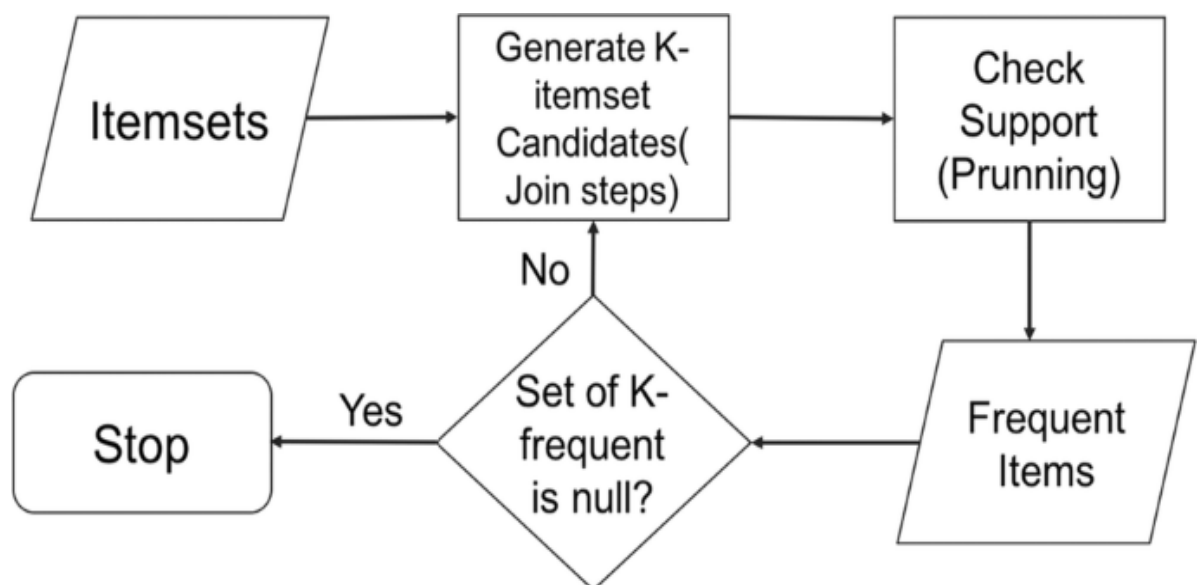 Itemsets
Generate K-
itemset
Candidates(
Join steps)
Check
Support
(Prunning)
No
Stop
Yes
Set of K-
frequent
is null?
Frequent
Items